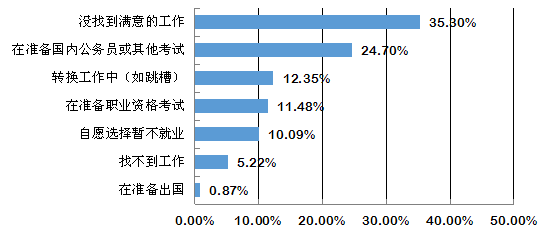 没找到满意的工作 35.30%
在准备国内公务员或其他考试 24.70%
转换工作中（如跳槽） 12.35%
在准备职业资格考试 11.48%
自愿选择暂不就业 10.09%
找不到工作 5.22%
在准备出国 0.87%
0.00% 10.00% 20.00% 30.00% 40.00% 50.00%